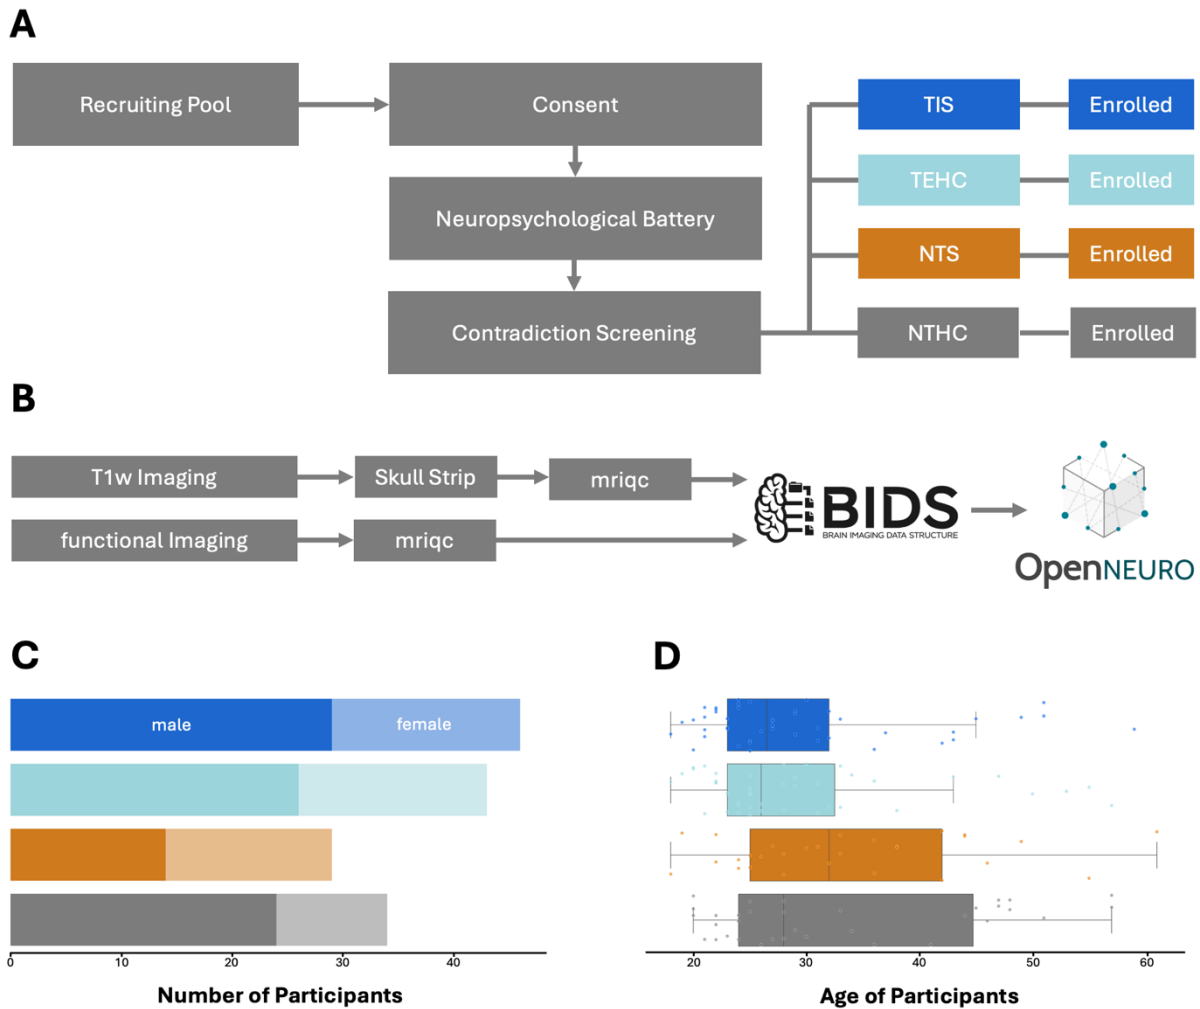 A
Recruiting Pool
Consent
TIS
Enrolled
TEHC
Enrolled
Neuropsychological Battery
NTS
Enrolled
Contradiction Screening
NTHC
Enrolled
B
T1w Imaging
Skull Strip
mriqc
functional Imaging
mriqc
BIDS
BRAIN IMAGING DATA STRUCTURE
OpenNEURO
C
male
female
0
10
20
30
40
Number of Participants
D
20
30
40
50
60
Age of Participants